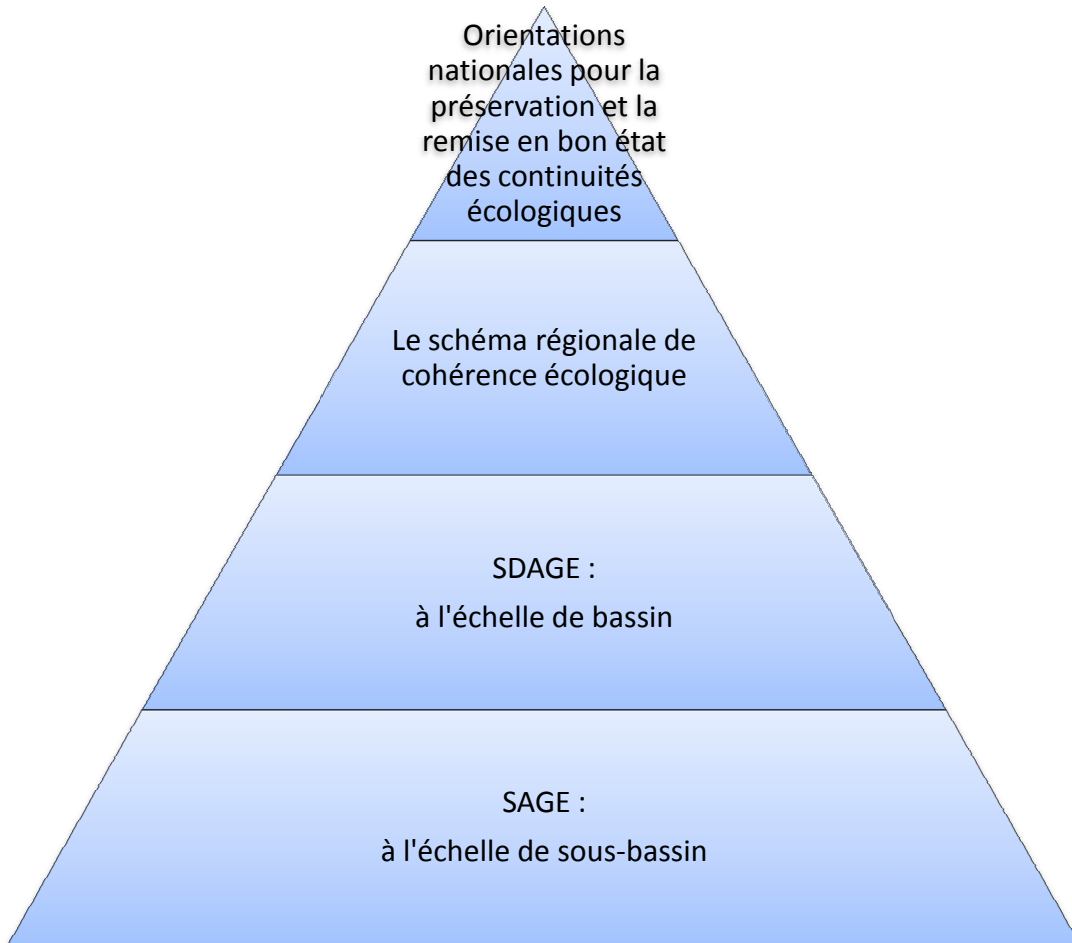 Orientations
nationales pour la
préservation et la
remise en bon état
des continuités
écologiques
Le schéma régionale de
cohérence écologique
SDAGE :
à l'échelle de bassin
SAGE :
à l'échelle de sous-bassin